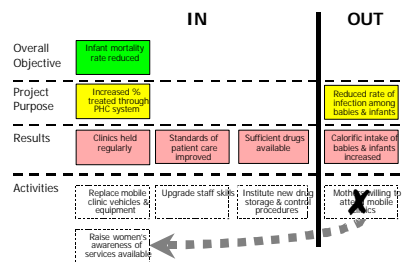 IN
OUT
Overall
Objective
Infant mortality
rate reduced
Project
Purpose
Increased %
treated through
PHC system
Reduced rate of
infection among
babies & infants
Results
Clinics held
regularly
Standards of
patient care
improved
Sufficient drugs
available
Calorific intake of
babies & infants
increased
Activities
Replace mobile
clinic vehicles &
equipment
Upgrade staff skills
Institute new drug
storage & control
procedures
willing to
mobile
Raise women's
awareness of
services available